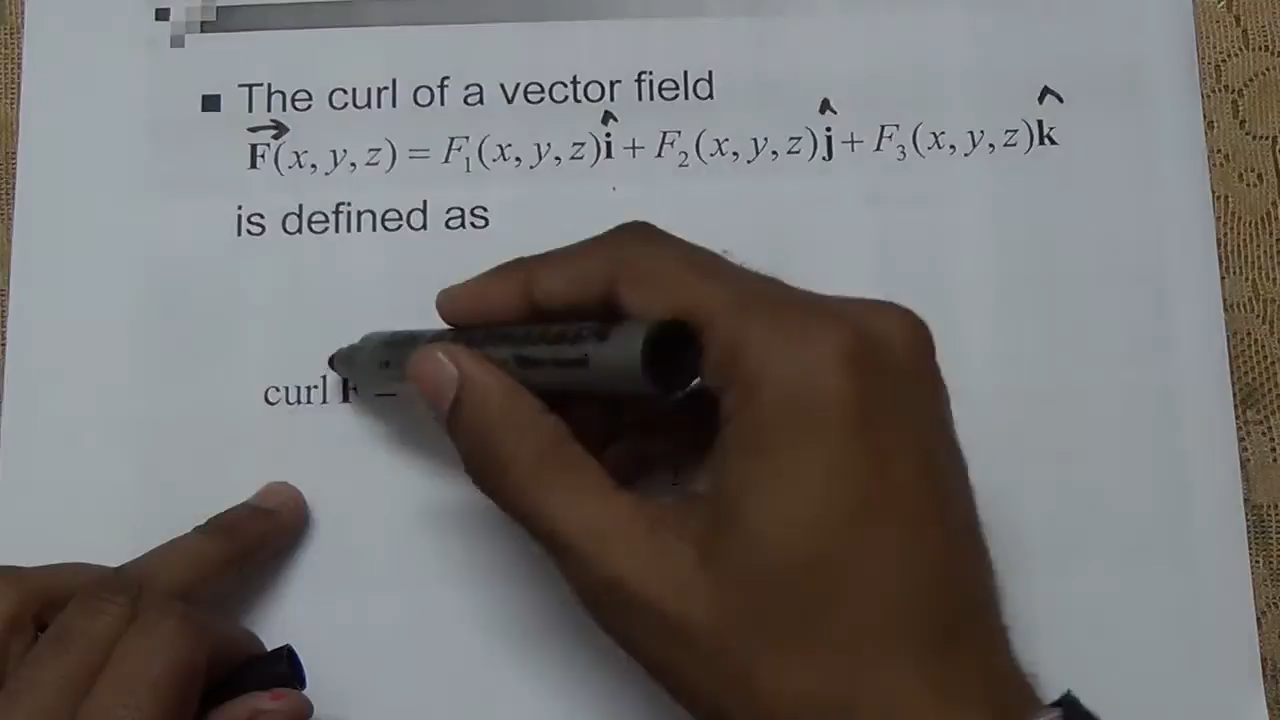 ■ The curl of a vector field
F⃗(x, y, z) = F₁(x, y, z)î + F₂(x, y, z)ĵ + F₃(x, y, z)k̂
is defined as
curl F =